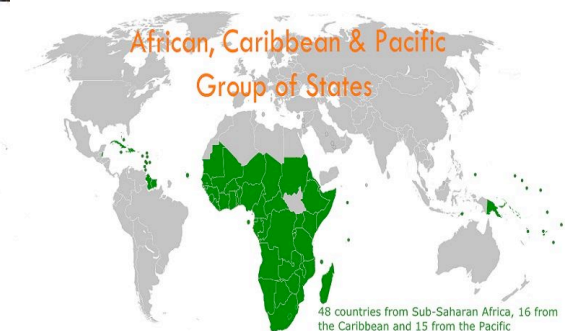 African, Caribbean & Pacific
Group of States
48 countries from Sub-Saharan Africa, 16 from
the Caribbean and 15 from the Pacific